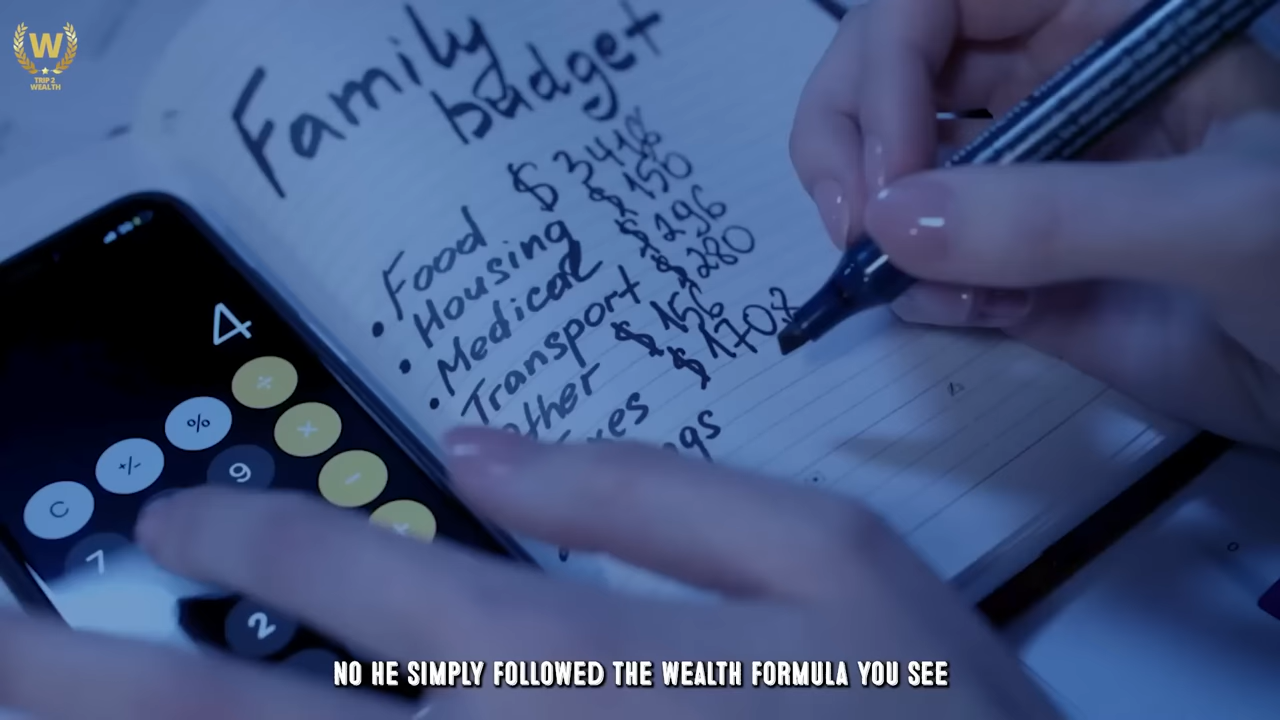 W
TRIP 2
WEALTH
Family
budget
• Food $ 3418
• Housing $ 150
• Medical $ 296
Transport $ 280
other $ 156
$ 1708
4
÷
%
×
+/-
9
−
C
+
7
2
NO HE SIMPLY FOLLOWED THE WEALTH FORMULA YOU SEE